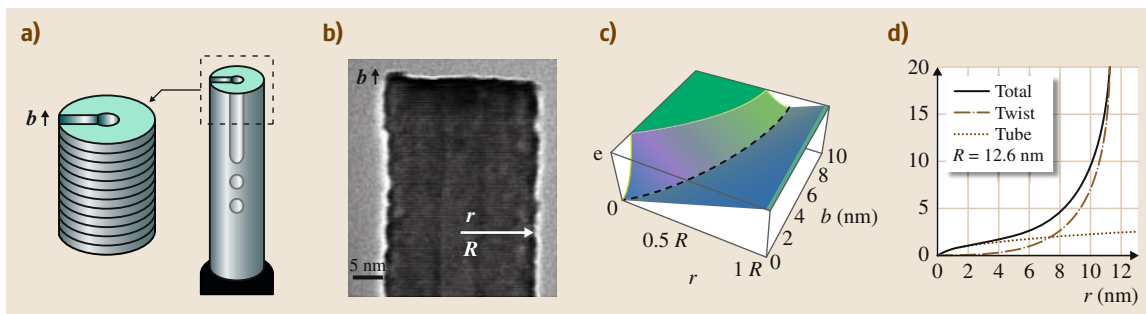 a)
b
b)
b
r
R
5 nm
c)
e
0
0.5 R
r
1 R
0
2
4
6
8
10
b (nm)
d)
20
15
10
5
0
Total
Twist
Tube
R = 12.6 nm
0 2 4 6 8 10 12
r (nm)